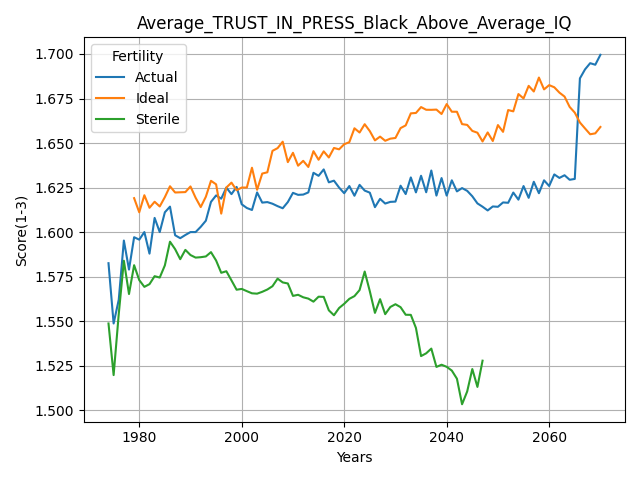 Average_TRUST_IN_PRESS_Black_Above_Average_IQ
Fertility
Actual
Ideal
Sterile
Score(1-3)
1.700
1.675
1.650
1.625
1.600
1.575
1.550
1.525
1.500
1980 2000 2020 2040 2060
Years